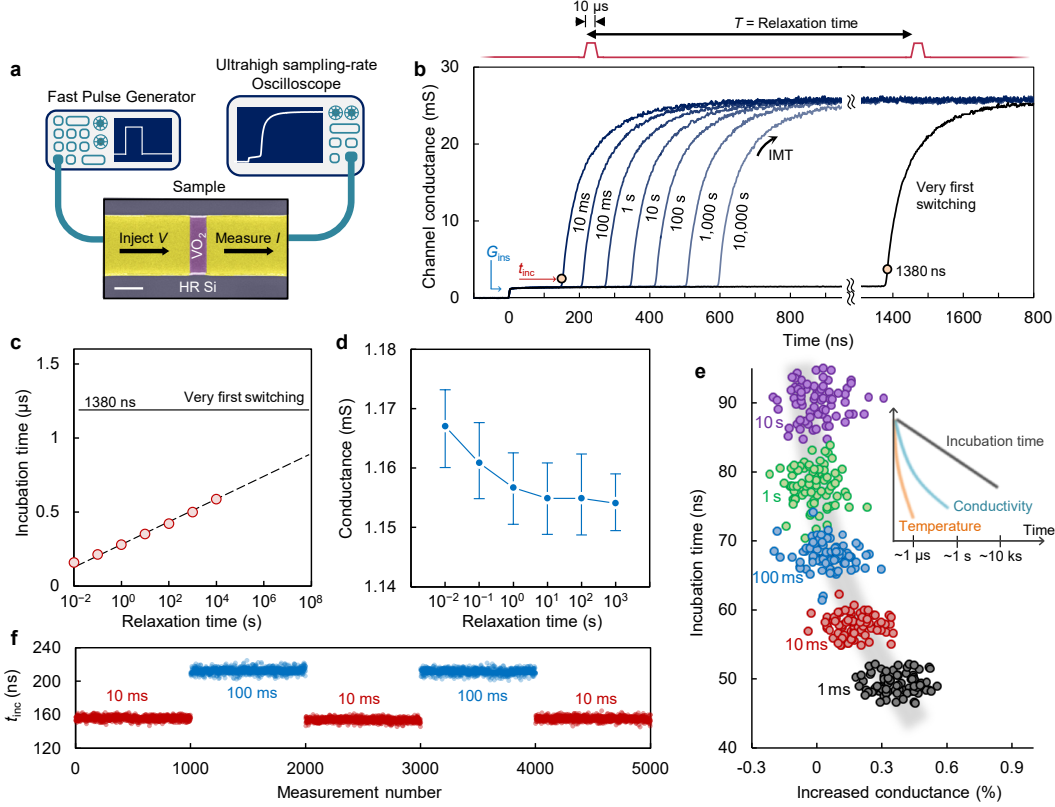 a
Fast Pulse Generator
Ultrahigh sampling-rate
Oscilloscope
Sample
Inject V
VO2
Measure I
HR Si
10 µs
T = Relaxation time
b
Channel conductance (mS)
30
20
10
0
10 ms
100 ms
1 s
10 s
100 s
1,000 s
10,000 s
IMT
Very first
switching
Gins
tinc
1380 ns
0
200
400
600
800
1400
1600
800
Time (ns)
c
Incubation time (µs)
1.5
1
0.5
0
1380 ns
Very first switching
10−2
100
102
104
106
108
Relaxation time (s)
d
Conductance (mS)
1.18
1.17
1.16
1.15
1.14
10−2
10−1
100
101
102
103
Relaxation time (s)
e
Incubation time (ns)
90
80
70
60
50
40
10 s
1 s
100 ms
10 ms
1 ms
Incubation time
Conductivity
Temperature
Time
~1 µs
~1 s
~10 ks
-0.3
0
0.3
0.6
0.9
Increased conductance (%)
f
tinc (ns)
240
200
160
120
10 ms
100 ms
10 ms
100 ms
10 ms
0
1000
2000
3000
4000
5000
Measurement number